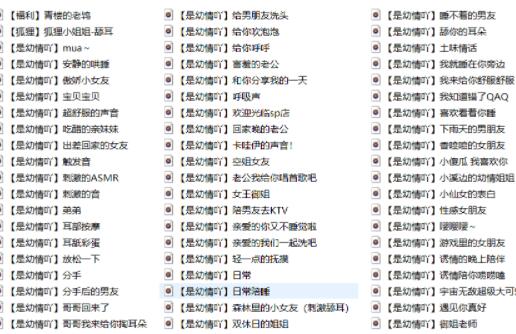 【福利】青楼的老鸨
【狐狸】狐狸小姐姐-舔耳
【是幼情吖】mua～
【是幼情吖】安静的哄睡
【是幼情吖】傲娇小女友
【是幼情吖】宝贝宝贝
【是幼情吖】超舒服的声音
【是幼情吖】吃醋的亲妹妹
【是幼情吖】出差回家的女友
【是幼情吖】触发音
【是幼情吖】刺激的ASMR
【是幼情吖】刺激的音
【是幼情吖】弟弟
【是幼情吖】耳部按摩
【是幼情吖】耳舐彩蛋
【是幼情吖】放松一下
【是幼情吖】分手
【是幼情吖】分手后的男友
【是幼情吖】哥哥回来了
【是幼情吖】哥哥我来给你掏耳朵
【是幼情吖】给男朋友洗头
【是幼情吖】给你吹泡泡
【是幼情吖】给你呼呼
【是幼情吖】害羞的老公
【是幼情吖】和你分享我的一天
【是幼情吖】呼吸声
【是幼情吖】欢迎光临sp店
【是幼情吖】回家晚的老公
【是幼情吖】卡哇伊的声音！
【是幼情吖】空姐女友
【是幼情吖】老公我给你唱首歌吧
【是幼情吖】女王御姐
【是幼情吖】陪男友去KTV
【是幼情吖】亲爱的你又不睡觉啦
【是幼情吖】亲爱的我们一起洗吧
【是幼情吖】轻一点的抚摸
【是幼情吖】日常
【是幼情吖】日常陪睡
【是幼情吖】森林里的小女友（刺激舔耳）
【是幼情吖】双休日的姐姐
【是幼情吖】睡不着的男友
【是幼情吖】舔你的耳朵
【是幼情吖】土味情话
【是幼情吖】我就睡在你旁边
【是幼情吖】我来给你舒服舒服
【是幼情吖】我知道错了QAQ
【是幼情吖】喜欢看着你睡
【是幼情吖】下雨天的男朋友
【是幼情吖】香喷喷的女朋友
【是幼情吖】小傻瓜 我喜欢你
【是幼情吖】小溪边的幼情姐姐
【是幼情吖】小仙女的表白
【是幼情吖】性感女朋友
【是幼情吖】嘤嘤嘤～
【是幼情吖】游戏里的女朋友
【是幼情吖】诱情的晚上陪伴
【是幼情吖】诱情陪你唠唠嗑
【是幼情吖】宇宙无敌超级大可
【是幼情吖】遇见你真好
【是幼情吖】御姐老师